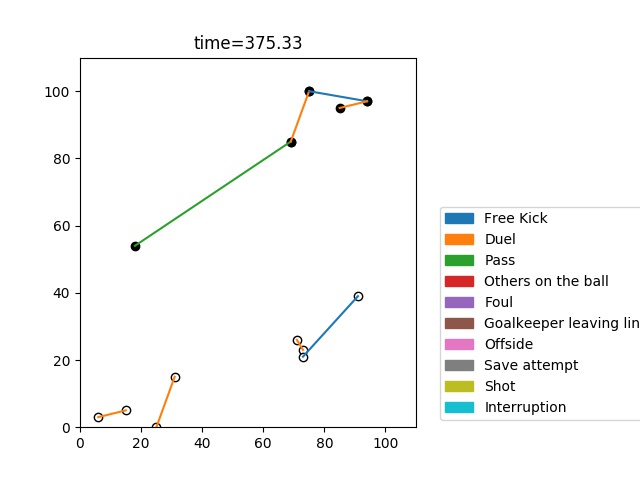 time=375.33
100
80
60
40
20
0
0 20 40 60 80 100
Free Kick
Duel
Pass
Others on the ball
Foul
Goalkeeper leaving lin
Offside
Save attempt
Shot
Interruption